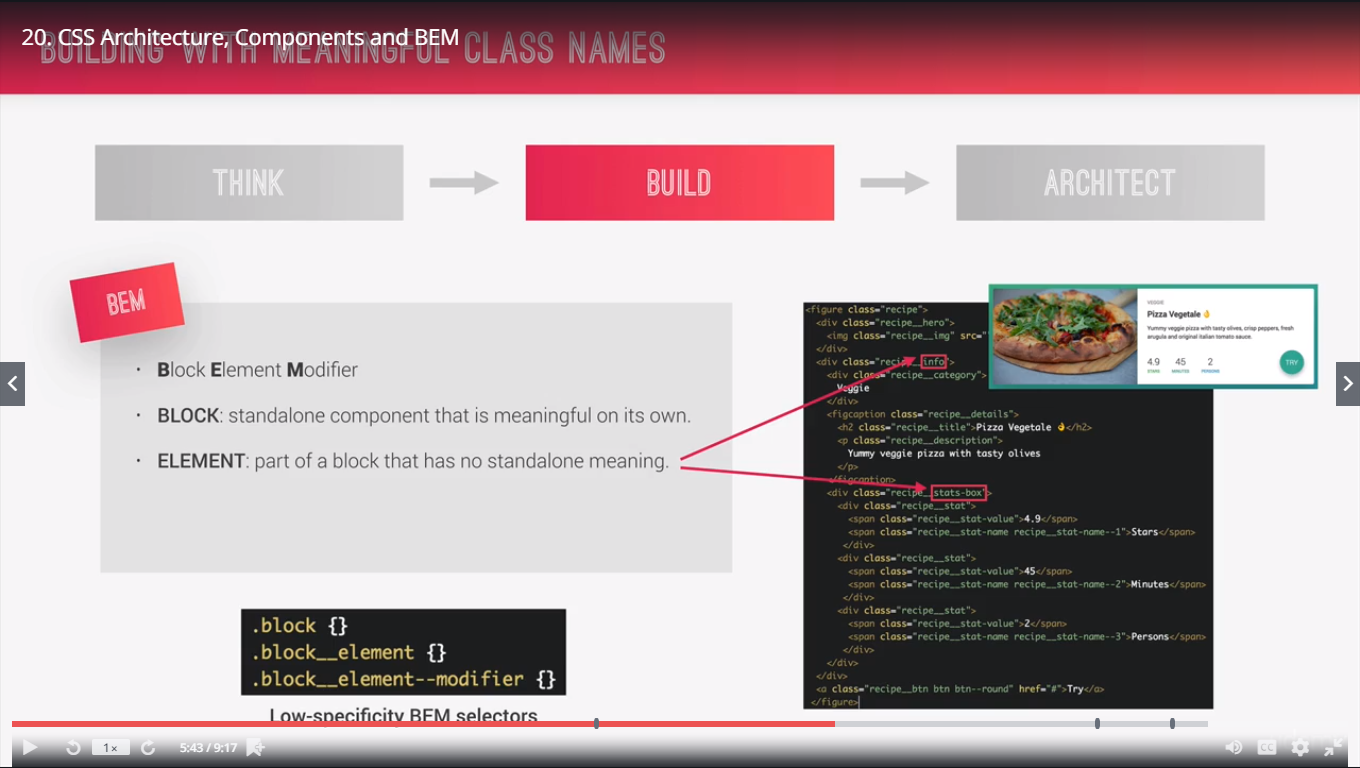 20. CSS Architecture, Components and BEM
BUILDING WITH MEANINGFUL CLASS NAMES
THINK
BUILD
ARCHITECT
BEM
· Block Element Modifier
· BLOCK: standalone component that is meaningful on its own.
· ELEMENT: part of a block that has no standalone meaning.
.block {}
.block__element {}
.block__element--modifier {}
Low-specificity BEM selectors
<figure class="recipe">
<div class="recipe__hero">
<img class="recipe__img" src="
</div>
<div class="recipe__info">
<div class="recipe__category">
Veggie
</div>
<figcaption class="recipe__details">
<h2 class="recipe__title">Pizza Vegetale 👌</h2>
<p class="recipe__description">
Yummy veggie pizza with tasty olives
</p>
</figcaption>
<div class="recipe__stats-box">
<div class="recipe__stat">
<span class="recipe__stat-value">4.9</span>
<span class="recipe__stat-name recipe__stat-name--1">Stars</span>
</div>
<div class="recipe__stat">
<span class="recipe__stat-value">45</span>
<span class="recipe__stat-name recipe__stat-name--2">Minutes</span>
</div>
<div class="recipe__stat">
<span class="recipe__stat-value">2</span>
<span class="recipe__stat-name recipe__stat-name--3">Persons</span>
</div>
</div>
</div>
<a class="recipe__btn btn btn--round" href="#">Try</a>
</figure>
VEGGIE
Pizza Vegetale 👌
Yummy veggie pizza with tasty olives, crisp peppers, fresh
arugula and original italian tomato sauce.
4.9 45 2
STARS MINUTES PERSONS
TRY
1x
5:43 / 9:17
CC